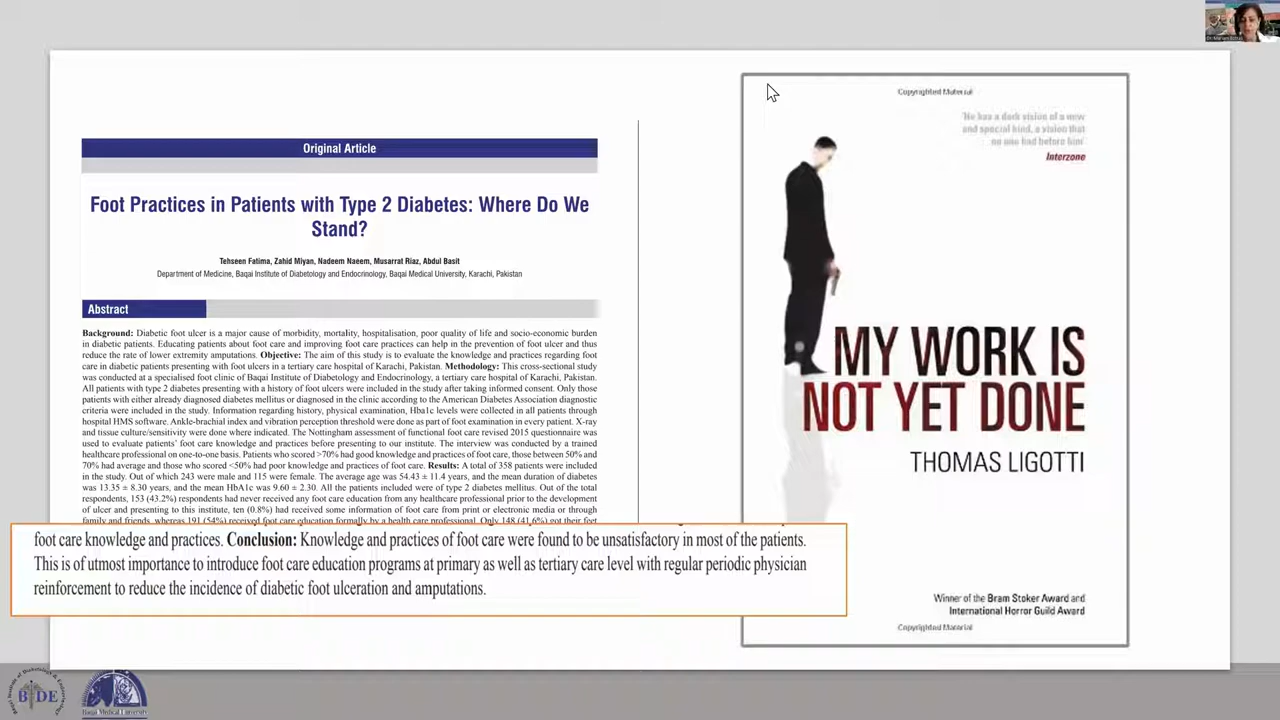 Original Article
Foot Practices in Patients with Type 2 Diabetes: Where Do We
Stand?
Tehseen Fatima, Zahid Miyan, Nadeem Naeem, Musarrat Riaz, Abdul Basit
Department of Medicine, Baqai Institute of Diabetology and Endocrinology, Baqai Medical University, Karachi, Pakistan
Abstract
Background: Diabetic foot ulcer is a major cause of morbidity, mortality, hospitalisation, poor quality of life and socio-economic burden
in diabetic patients. Educating patients about foot care and improving foot care practices can help in the prevention of foot ulcer and thus
reduce the rate of lower extremity amputations. Objective: The aim of this study is to evaluate the knowledge and practices regarding foot
care in diabetic patients presenting with foot ulcers in a tertiary care hospital of Karachi, Pakistan. Methodology: This cross-sectional study
was conducted at a specialised foot clinic of Baqai Institute of Diabetology and Endocrinology, a tertiary care hospital of Karachi, Pakistan.
All patients with type 2 diabetes presenting with a history of foot ulcers were included in the study after taking informed consent. Only those
patients with either already diagnosed diabetes mellitus or diagnosed in the clinic according to the American Diabetes Association diagnostic
criteria were included in the study. Information regarding history, physical examination, Hba1c levels were collected in all patients through
hospital HMS software. Ankle-brachial index and vibration perception threshold were done as part of foot examination in every patient. X-ray
and tissue culture/sensitivity were done where indicated. The Nottingham assessment of functional foot care revised 2015 questionnaire was
used to evaluate patients' foot care knowledge and practices before presenting to our institute. The interview was conducted by a trained
healthcare professional on one-to-one basis. Patients who scored >70% had good knowledge and practices of foot care, those between 50% and
70% had average and those who scored <50% had poor knowledge and practices of foot care. Results: A total of 358 patients were included
in the study. Out of which 243 were male and 115 were female. The average age was 54.43 ± 11.4 years, and the mean duration of diabetes
was 13.35 ± 8.30 years, and the mean HbA1c was 9.60 ± 2.30. All the patients included were of type 2 diabetes mellitus. Out of the total
respondents, 153 (43.2%) respondents had never received any foot care education from any healthcare professional prior to the development
of ulcer and presenting to this institute, ten (0.8%) had received some information of foot care from print or electronic media or through
family and friends, whereas 191 (54%) received foot care education formally by a health care professional. Only 148 (41.6%) got their feet
foot care knowledge and practices. Conclusion: Knowledge and practices of foot care were found to be unsatisfactory in most of the patients.
This is of utmost importance to introduce foot care education programs at primary as well as tertiary care level with regular periodic physician
reinforcement to reduce the incidence of diabetic foot ulceration and amputations.
Copyrighted Material
'He has a dark vision of a new
and special kind, a vision that
no one had before him'
Interzone
MY WORK IS
NOT YET DONE
THOMAS LIGOTTI
Winner of the Bram Stoker Award and
International Horror Guild Award
Copyrighted Material
BIDE
Baqai Medical University